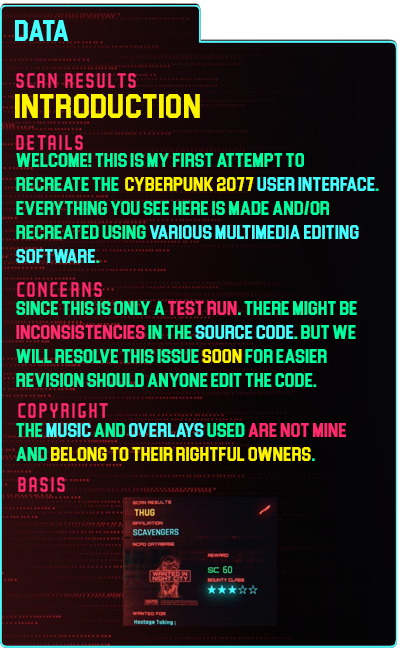 DATA
SCAN RESULTS
INTRODUCTION
DETAILS
WELCOME! THIS IS MY FIRST ATTEMPT TO
RECREATE THE CYBERPUNK 2077 USER INTERFACE.
EVERYTHING YOU SEE HERE IS MADE AND/OR
RECREATED USING VARIOUS MULTIMEDIA EDITING
SOFTWARE.
CONCERNS
SINCE THIS IS ONLY A TEST RUN. THERE MIGHT BE
INCONSISTENCIES IN THE SOURCE CODE. BUT WE
WILL RESOLVE THIS ISSUE SOON FOR EASIER
REVISION SHOULD ANYONE EDIT THE CODE.
COPYRIGHT
THE MUSIC AND OVERLAYS USED ARE NOT MINE
AND BELONG TO THEIR RIGHTFUL OWNERS.
BASIS
SCAN RESULTS
THUG
AFFILIATION
SCAVENGERS
NCPD DATABASE
REWARD
SC 60
BOUNTY CLASS
WANTED IN
NIGHT CITY
WANTED FOR
Hostage Taking ;